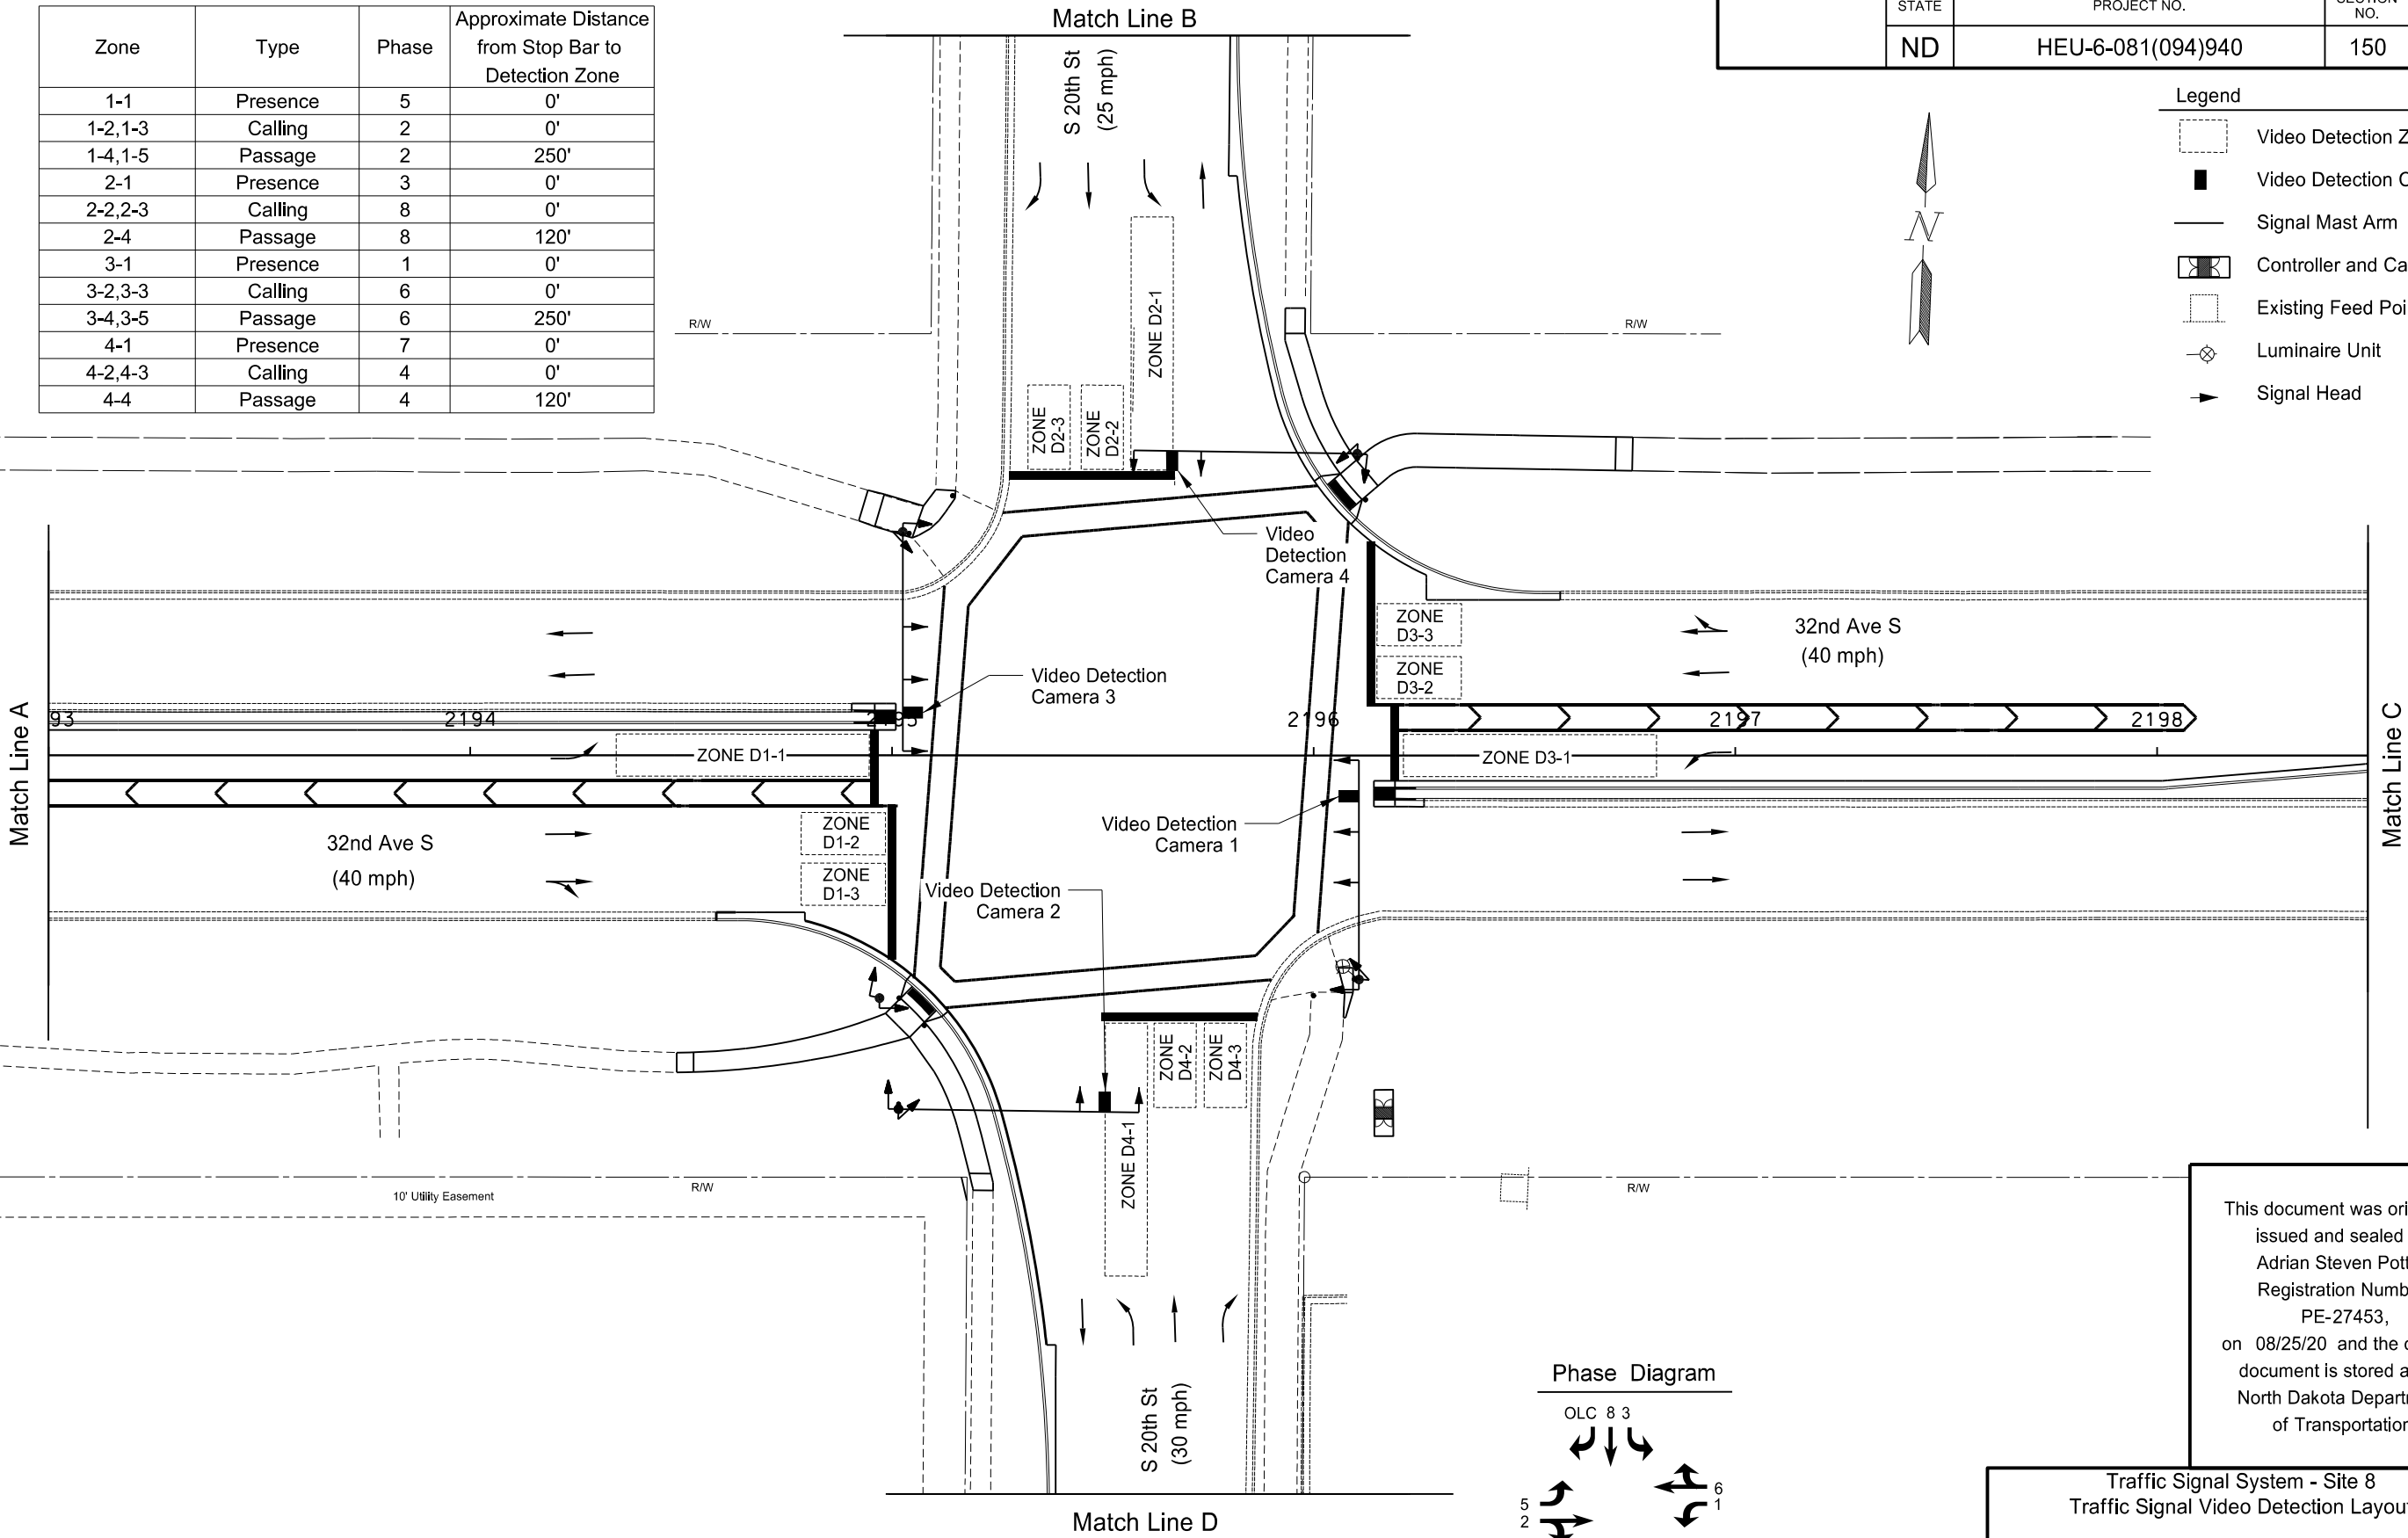 Zone Type Phase Approximate Distance from Stop Bar to Detection Zone
1-1 Presence 5 0'
1-2,1-3 Calling 2 0'
1-4,1-5 Passage 2 250'
2-1 Presence 3 0'
2-2,2-3 Calling 8 0'
2-4 Passage 8 120'
3-1 Presence 1 0'
3-2,3-3 Calling 6 0'
3-4,3-5 Passage 6 250'
4-1 Presence 7 0'
4-2,4-3 Calling 4 0'
4-4 Passage 4 120'
Match Line B
S 20th St
(25 mph)
STATE PROJECT NO. SECTION NO.
ND HEU-6-081(094)940 150
N
Legend
Video Detection
Video Detection
Signal Mast Arm
Controller and
Existing Feed
Luminaire Unit
Signal Head
R/W
R/W
ZONE D2-1
ZONE D2-3
ZONE D2-2
Video
Detection
Camera 4
ZONE
D3-3
ZONE
D3-2
32nd Ave S
(40 mph)
Video Detection
Camera 3
Match Line A
93
2194
2195
2196
2197
2198
Match Line C
ZONE D1-1
ZONE D3-1
ZONE
D1-2
ZONE
D1-3
32nd Ave S
(40 mph)
Video Detection
Camera 1
Video Detection
Camera 2
ZONE D4-2
ZONE D4-3
ZONE D4-1
10' Utility Easement
R/W
R/W
S 20th St
(30 mph)
Match Line D
Phase Diagram
OLC 8 3
5
2
6
1
This document was
issued and sealed
Adrian Steven
Registration
PE-27453,
on 08/25/20 and the
document is stored
North Dakota
of Transportation
Traffic Signal System - Site 8
Traffic Signal Video Detection